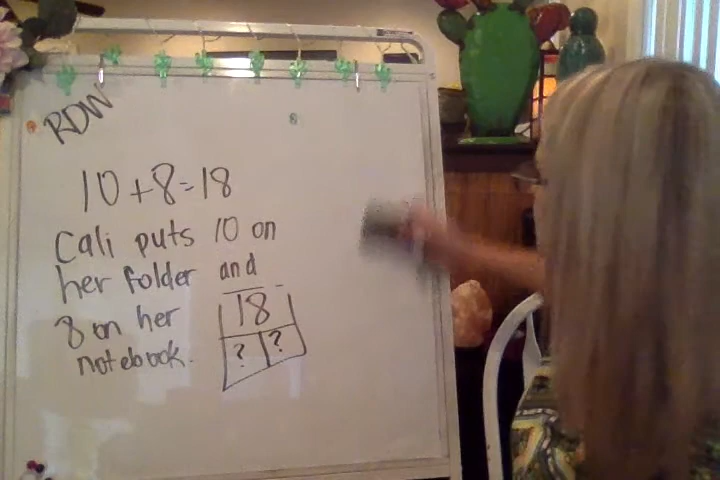 RDW
10+8=18
Cali puts 10 on
her folder and
8 on her
notebook.
18
? ?